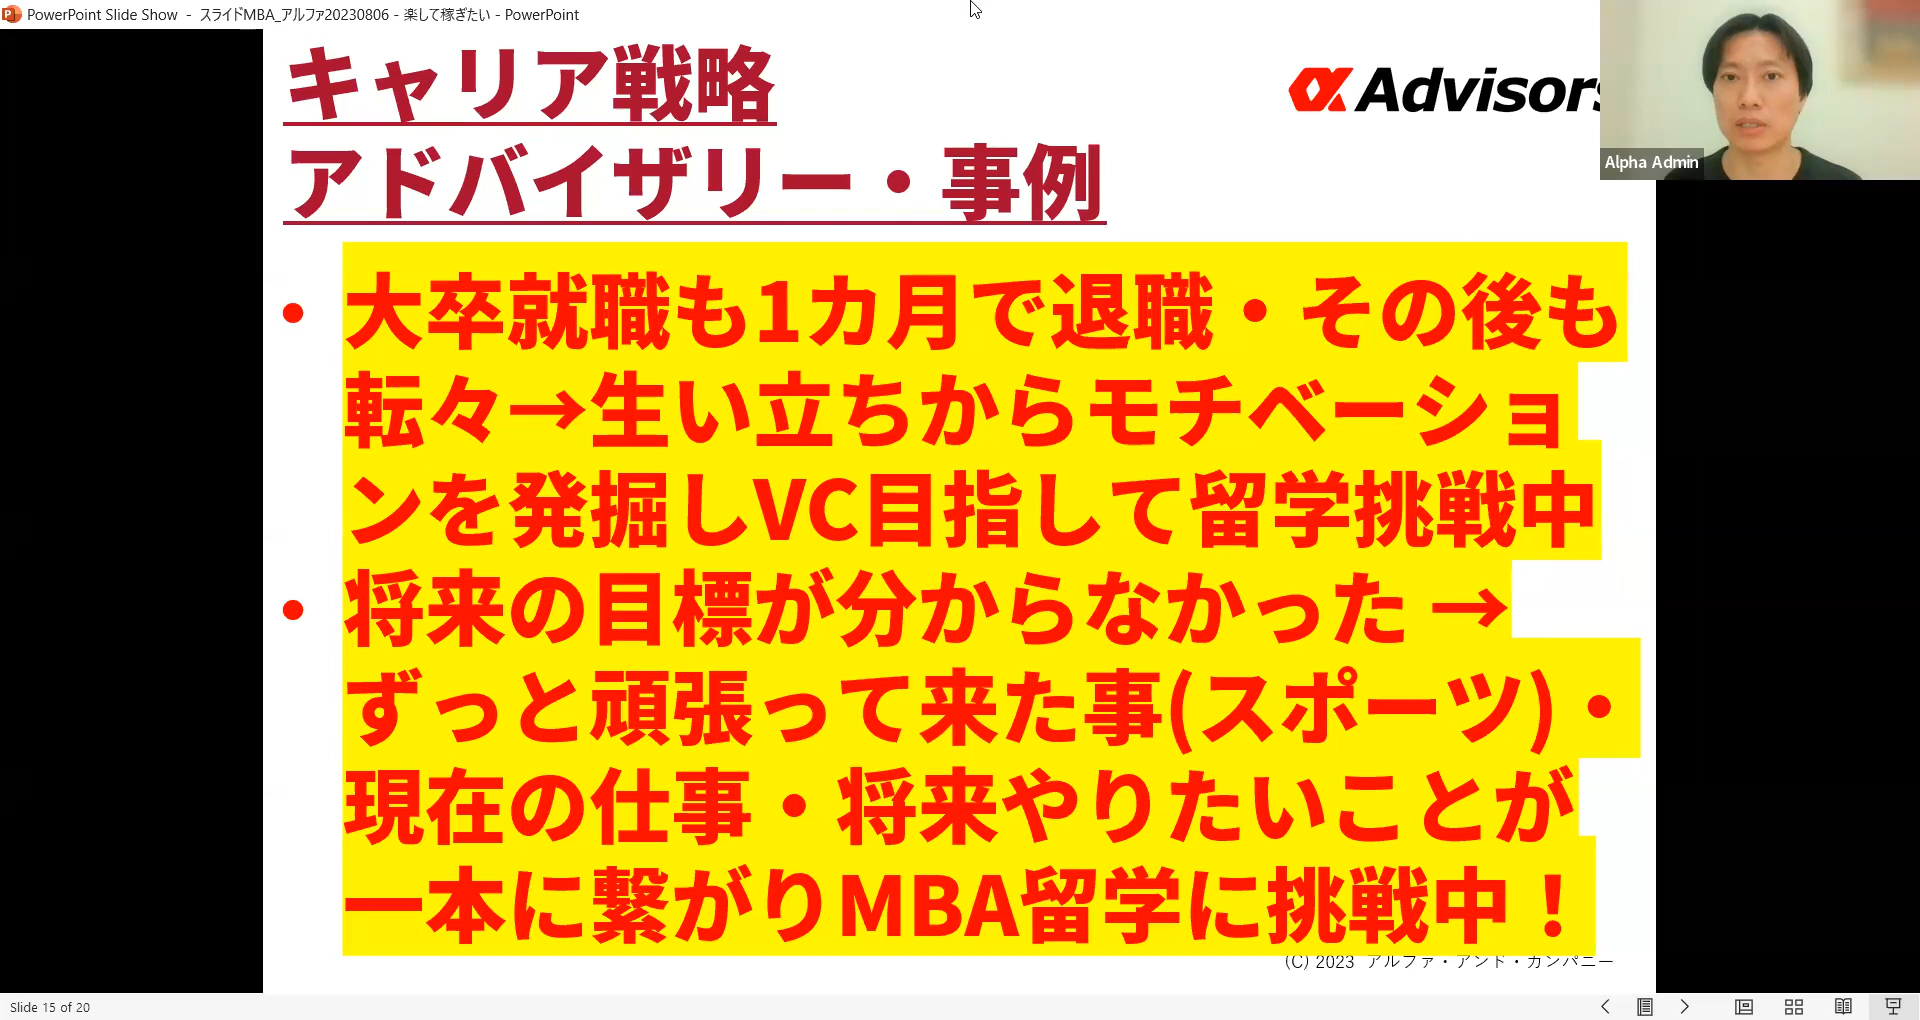 PowerPoint Slide Show - スライドMBA_アルファ20230806 - 楽して稼ぎたい - PowerPoint
キャリア戦略
アドバイザリー・事例
α Advisors
Alpha Admin
• 大卒就職も1カ月で退職・その後も
転々→生い立ちからモチベーショ
ンを発掘しVC目指して留学挑戦中
• 将来の目標が分からなかった →
ずっと頑張って来た事(スポーツ)・
現在の仕事・将来やりたいことが
一本に繋がりMBA留学に挑戦中！
(C) 2023 アルファ・アンド・カンパニー
Slide 15 of 20